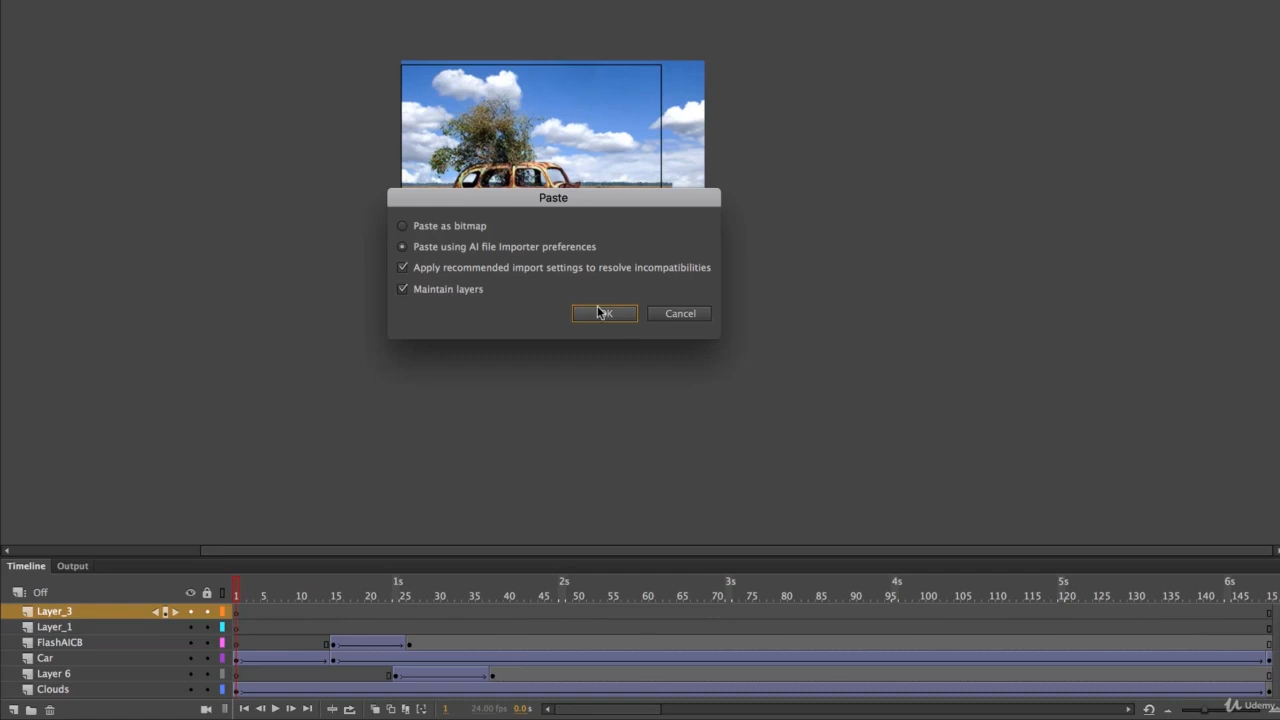 Paste
Paste as bitmap
Paste using AI file Importer preferences
Apply recommended import settings to resolve incompatibilities
Maintain layers
OK Cancel
Timeline Output
1s 2s 3s 4s 5s 6s
Off 1 5 10 15 20 25 30 35 40 45 50 55 60 65 70 75 80 85 90 95 100 105 110 115 120 125 130 135 140 145 15
Layer_3
Layer_1
FlashAICB
Car
Layer 6
Clouds
1 24.00 fps 0.0 s
Udemy